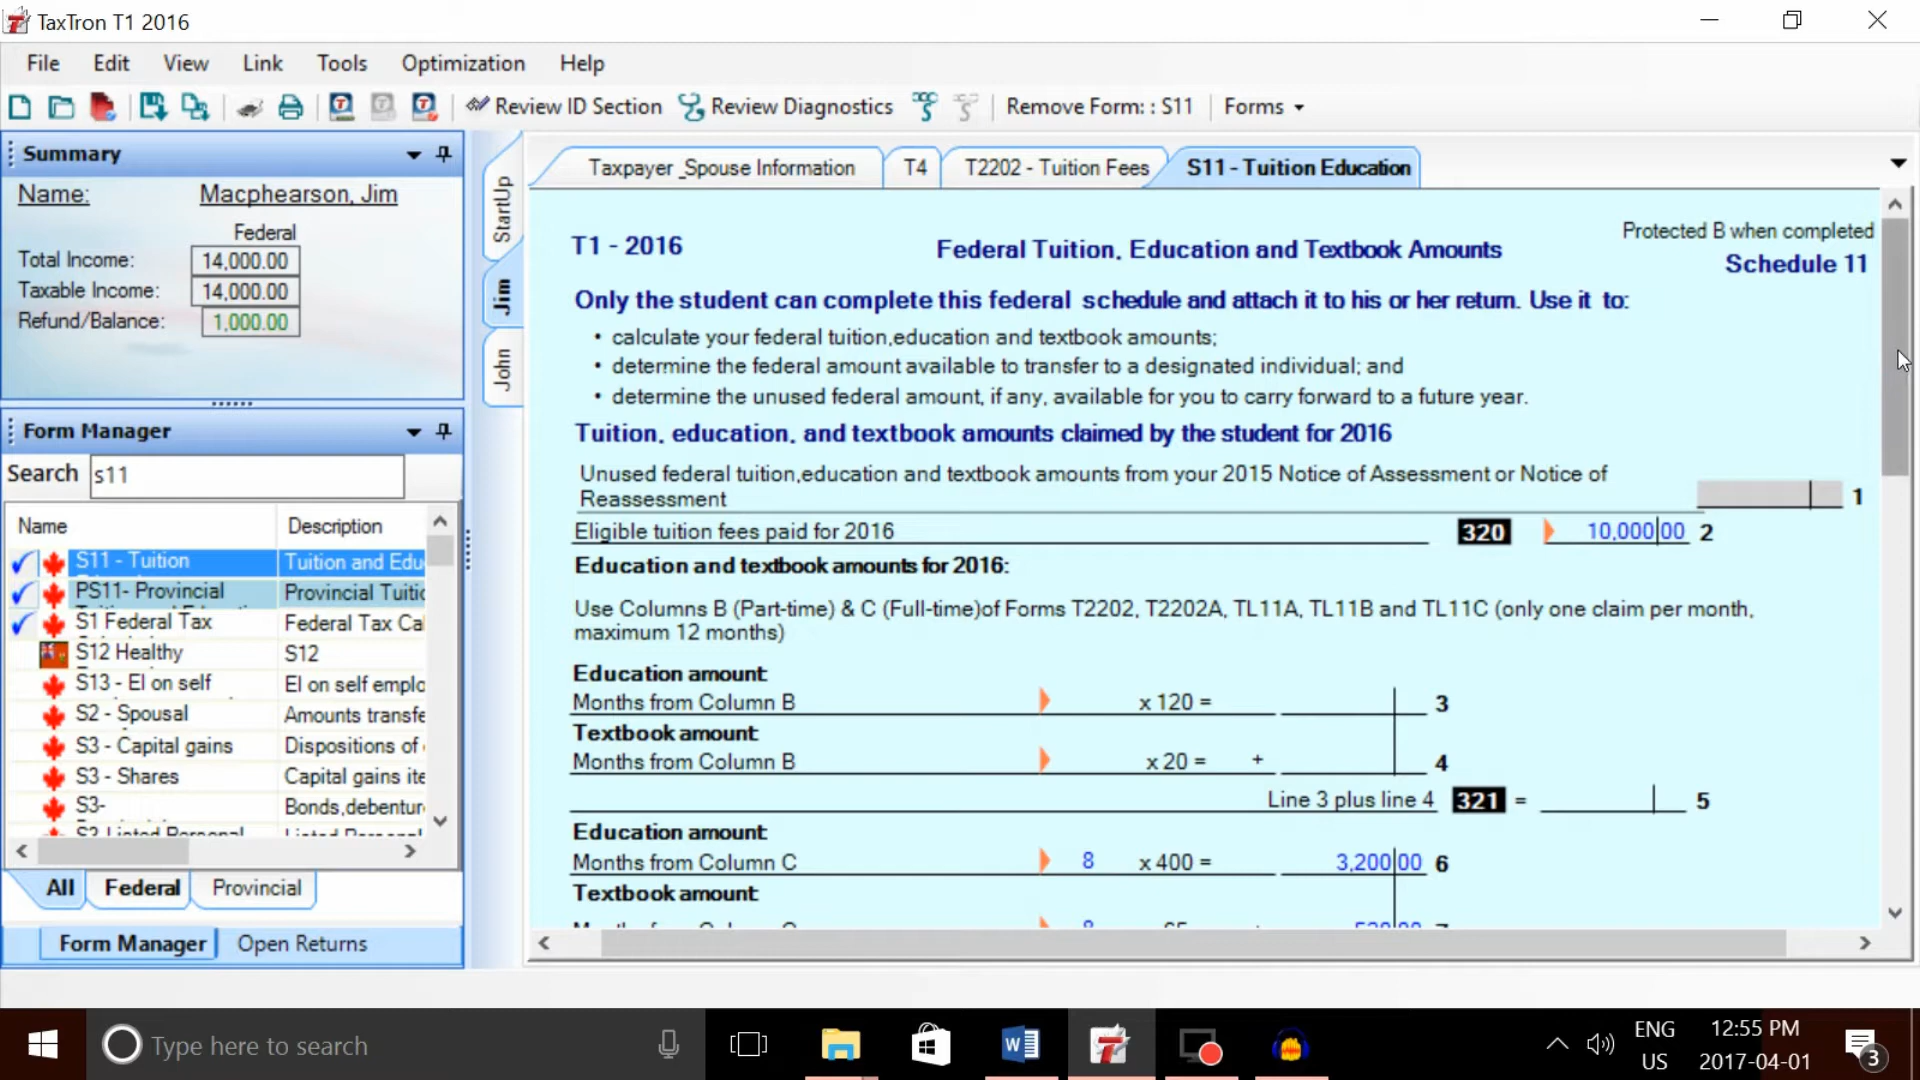 TaxTron T1 2016
File Edit View Link Tools Optimization Help
Review ID Section Review Diagnostics Remove Form: : S11 Forms
Summary
Name: Macphearson, Jim
Federal
Total Income: 14,000.00
Taxable Income: 14,000.00
Refund/Balance: 1,000.00
Form Manager
Search s11
Name Description
S11 - Tuition Tuition and Edu
PS11- Provincial Provincial Tuitic
S1 Federal Tax Federal Tax Ca
S12 Healthy S12
S13 - EI on self EI on self emplo
S2 - Spousal Amounts transfe
S3 - Capital gains Dispositions of
S3 - Shares Capital gains ite
S3- Bonds,debentur
All Federal Provincial
Form Manager Open Returns
StartUp
Jim
John
Taxpayer _Spouse Information T4 T2202 - Tuition Fees S11 - Tuition Education
Protected B when completed
T1 - 2016 Federal Tuition, Education and Textbook Amounts Schedule 11
Only the student can complete this federal schedule and attach it to his or her return. Use it to:
• calculate your federal tuition,education and textbook amounts;
• determine the federal amount available to transfer to a designated individual; and
• determine the unused federal amount, if any, available for you to carry forward to a future year.
Tuition, education, and textbook amounts claimed by the student for 2016
Unused federal tuition,education and textbook amounts from your 2015 Notice of Assessment or Notice of
Reassessment 1
Eligible tuition fees paid for 2016 320 10,000 00 2
Education and textbook amounts for 2016:
Use Columns B (Part-time) & C (Full-time)of Forms T2202, T2202A, TL11A, TL11B and TL11C (only one claim per month,
maximum 12 months)
Education amount
Months from Column B x 120 = 3
Textbook amount
Months from Column B x 20 = + 4
Line 3 plus line 4 321 = 5
Education amount
Months from Column C 8 x 400 = 3,200 00 6
Textbook amount
Type here to search
ENG 12:55 PM
US 2017-04-01
3